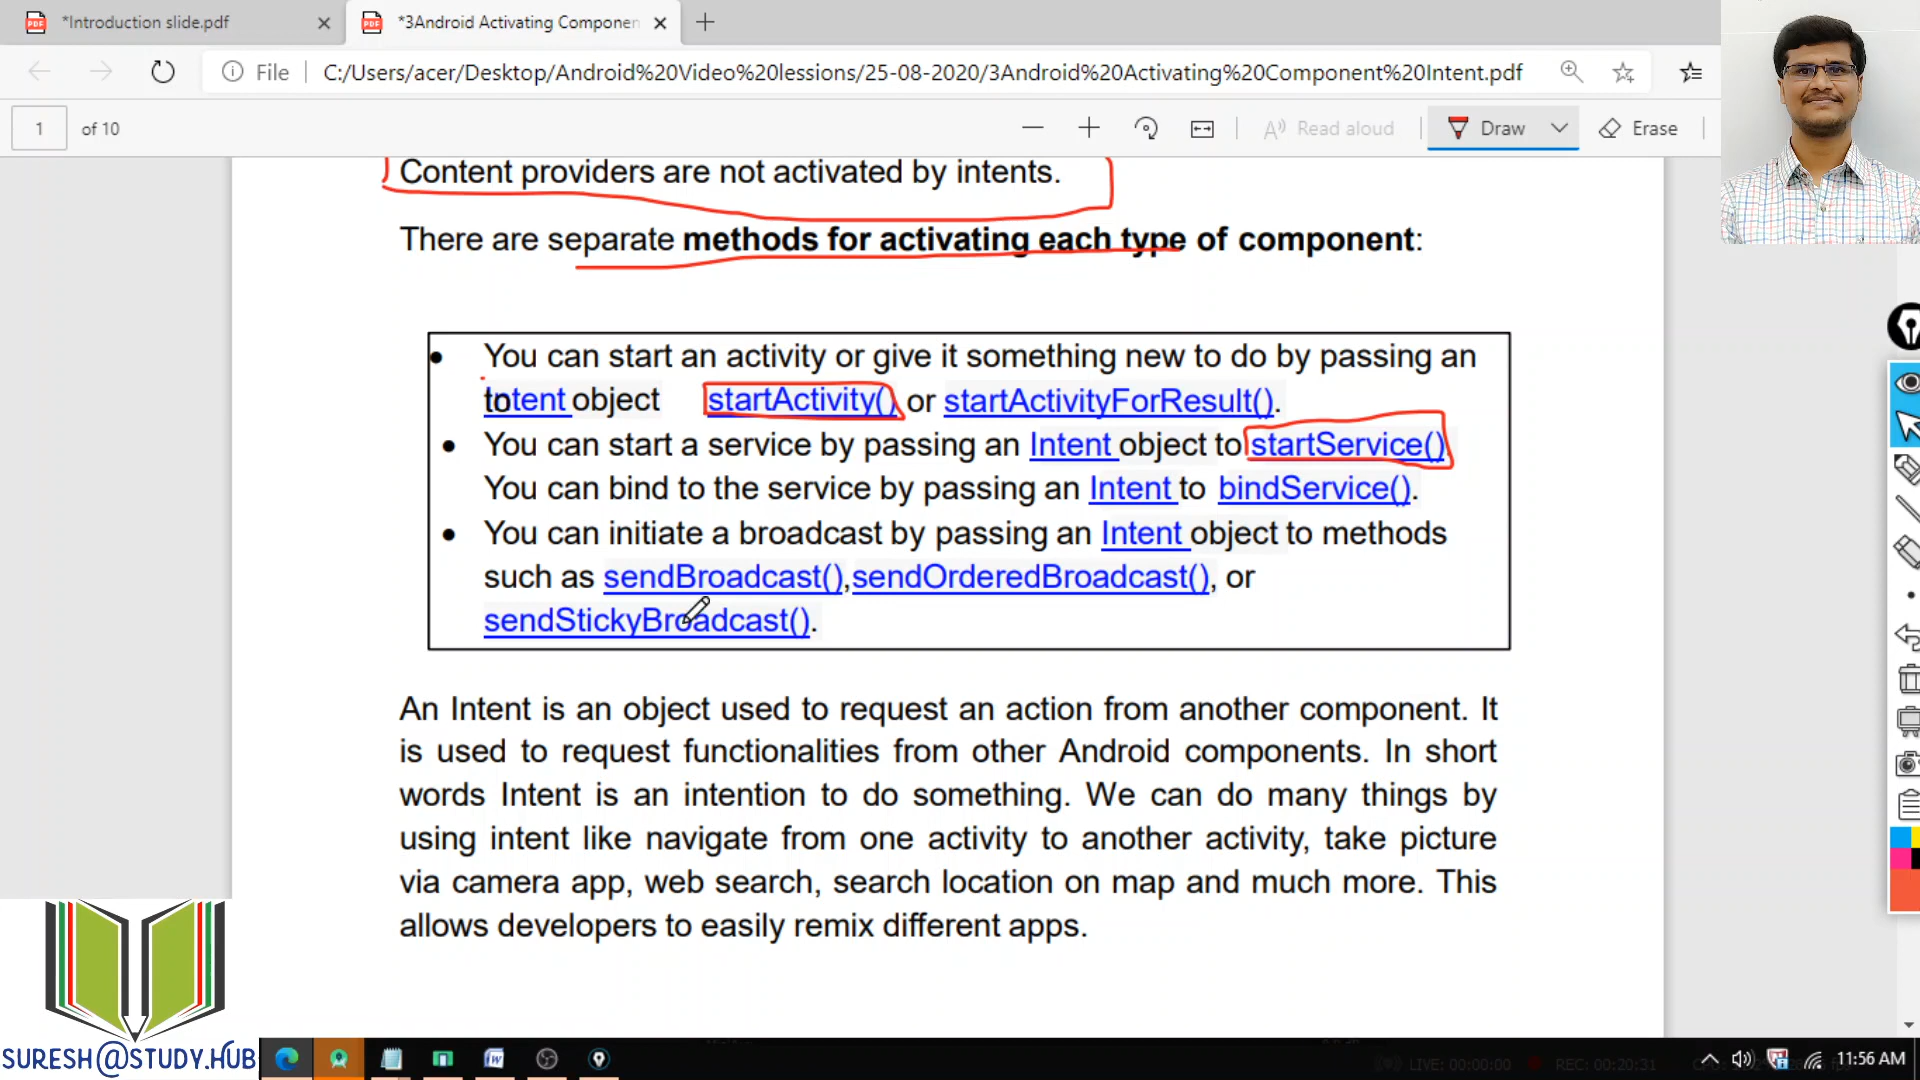 *Introduction slide.pdf
*3Android Activating Componen
File
C:/Users/acer/Desktop/Android%20Video%20lessions/25-08-2020/3Android%20Activating%20Component%20Intent.pdf
1 of 10
Read aloud
Draw
Erase
Content providers are not activated by intents.
There are separate methods for activating each type of component:
You can start an activity or give it something new to do by passing an
to Intent object startActivity() or startActivityForResult().
You can start a service by passing an Intent object to startService()
You can bind to the service by passing an Intent to bindService().
You can initiate a broadcast by passing an Intent object to methods
such as sendBroadcast(),sendOrderedBroadcast(), or
sendStickyBroadcast().
An Intent is an object used to request an action from another component. It
is used to request functionalities from other Android components. In short
words Intent is an intention to do something. We can do many things by
using intent like navigate from one activity to another activity, take picture
via camera app, web search, search location on map and much more. This
allows developers to easily remix different apps.
SURESH@STUDY.HUB
LIVE: 00:00:00
REC: 00:20:31
11:56 AM